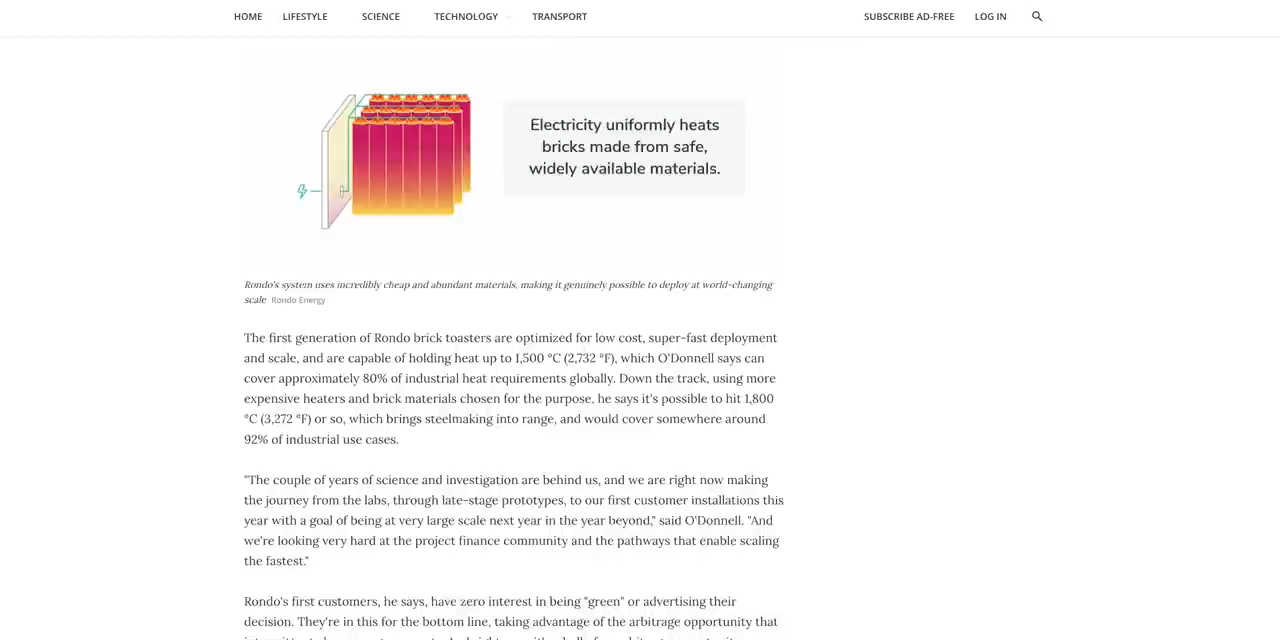 HOME LIFESTYLE SCIENCE TECHNOLOGY TRANSPORT SUBSCRIBE AD-FREE LOG IN
Electricity uniformly heats
bricks made from safe,
widely available materials.
Rondo's system uses incredibly cheap and abundant materials, making it genuinely possible to deploy at world-changing
scale Rondo Energy
The first generation of Rondo brick toasters are optimized for low cost, super-fast deployment
and scale, and are capable of holding heat up to 1,500 °C (2,732 °F), which O'Donnell says can
cover approximately 80% of industrial heat requirements globally. Down the track, using more
expensive heaters and brick materials chosen for the purpose, he says it's possible to hit 1,800
°C (3,272 °F) or so, which brings steelmaking into range, and would cover somewhere around
92% of industrial use cases.
"The couple of years of science and investigation are behind us, and we are right now making
the journey from the labs, through late-stage prototypes, to our first customer installations this
year with a goal of being at very large scale next year in the year beyond," said O'Donnell. "And
we're looking very hard at the project finance community and the pathways that enable scaling
the fastest."
Rondo's first customers, he says, have zero interest in being "green" or advertising their
decision. They're in this for the bottom line, taking advantage of the arbitrage opportunity that